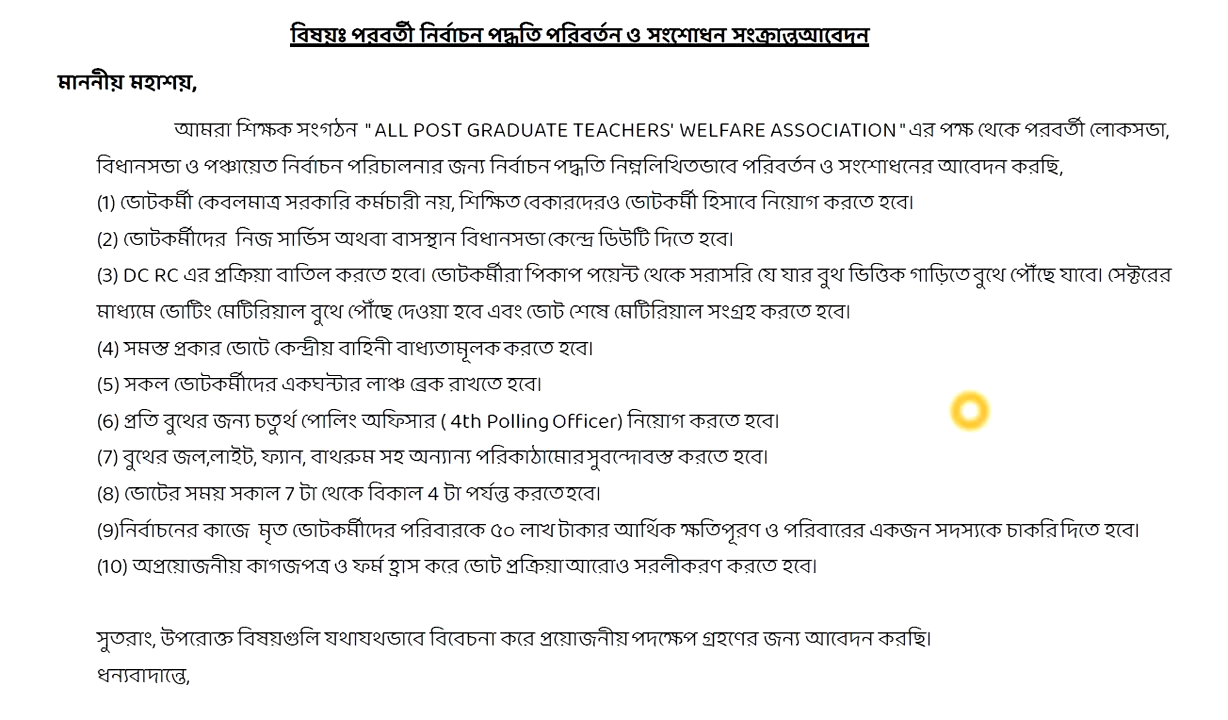 বিষয়ঃ পরবর্তী নির্বাচন পদ্ধতি পরিবর্তন ও সংশোধন সংক্রান্তআবেদন
মাননীয় মহাশয়,
আমরা শিক্ষক সংগঠন "ALL POST GRADUATE TEACHERS' WELFARE ASSOCIATION" এর পক্ষ থেকে পরবর্তী লোকসভা,
বিধানসভা ও পঞ্চায়েত নির্বাচন পরিচালনার জন্য নির্বাচন পদ্ধতি নিম্নলিখিতভাবে পরিবর্তন ও সংশোধনের আবেদন করছি,
(1) ভোটকর্মী কেবলমাত্র সরকারি কর্মচারী নয়, শিক্ষিত বেকারদেরও ভোটকর্মী হিসাবে নিয়োগ করতে হবে।
(2) ভোটকর্মীদের নিজ সার্ভিস অথবা বাসস্থান বিধানসভা কেন্দ্রে ডিউটি দিতে হবে।
(3) DC RC এর প্রক্রিয়া বাতিল করতে হবে। ভোটকর্মীরা পিকাপ পয়েন্ট থেকে সরাসরি যে যার বুথ ভিত্তিক গাড়িতে বুথে পৌঁছে যাবে। সেক্টরের
মাধ্যমে ভোটিং মেটিরিয়াল বুথে পৌঁছে দেওয়া হবে এবং ভোট শেষে মেটিরিয়াল সংগ্রহ করতে হবে।
(4) সমস্ত প্রকার ভোটে কেন্দ্রীয় বাহিনী বাধ্যতামূলক করতে হবে।
(5) সকল ভোটকর্মীদের একঘন্টার লাঞ্চ ব্রেক রাখতে হবে।
(6) প্রতি বুথের জন্য চতুর্থ পোলিং অফিসার ( 4th Polling Officer) নিয়োগ করতে হবে।
(7) বুথের জল,লাইট, ফ্যান, বাথরুম সহ অন্যান্য পরিকাঠামোর সুবন্দোবস্ত করতে হবে।
(8) ভোটের সময় সকাল 7 টা থেকে বিকাল 4 টা পর্যন্ত করতে হবে।
(9)নির্বাচনের কাজে মৃত ভোটকর্মীদের পরিবারকে ৫০ লাখ টাকার আর্থিক ক্ষতিপূরণ ও পরিবারের একজন সদস্যকে চাকরি দিতে হবে।
(10) অপ্রয়োজনীয় কাগজপত্র ও ফর্ম হ্রাস করে ভোট প্রক্রিয়া আরোও সরলীকরণ করতে হবে।
সুতরাং, উপরোক্ত বিষয়গুলি যথাযথভাবে বিবেচনা করে প্রয়োজনীয় পদক্ষেপ গ্রহণের জন্য আবেদন করছি।
ধন্যবাদান্তে,